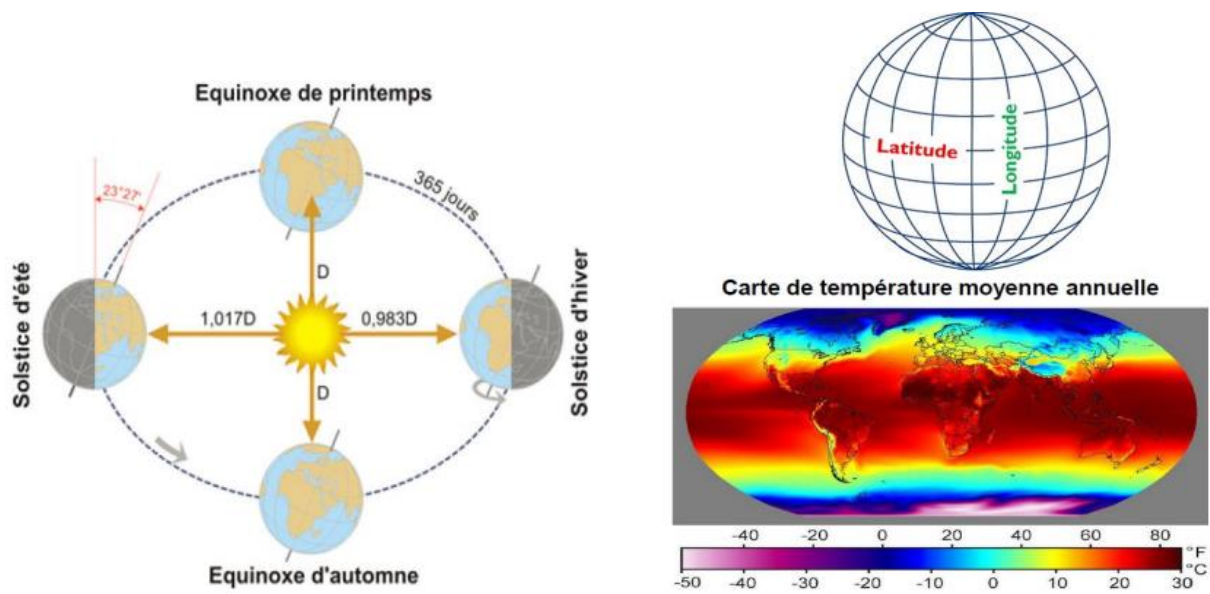 Equinoxe de printemps
23°27'
365 jours
Solstice d'été
D
1,017D
0,983D
D
Solstice d'hiver
Equinoxe d'automne
Latitude
Longitude
Carte de température moyenne annuelle
-40 -20 0 20 40 60 80 °F
-50 -40 -30 -20 -10 0 10 20 30 °C